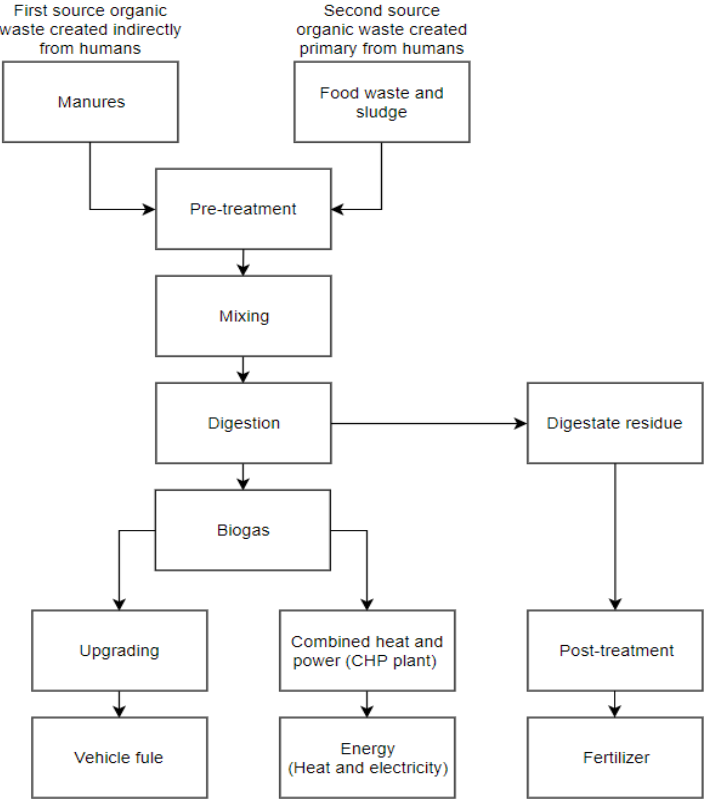 First source organic
waste created indirectly
from humans
Second source
organic waste created
primary from humans
Manures
Food waste and
sludge
Pre-treatment
Mixing
Digestion
Digestate residue
Biogas
Upgrading
Combined heat and
power (CHP plant)
Post-treatment
Vehicle fule
Energy
(Heat and electricity)
Fertilizer